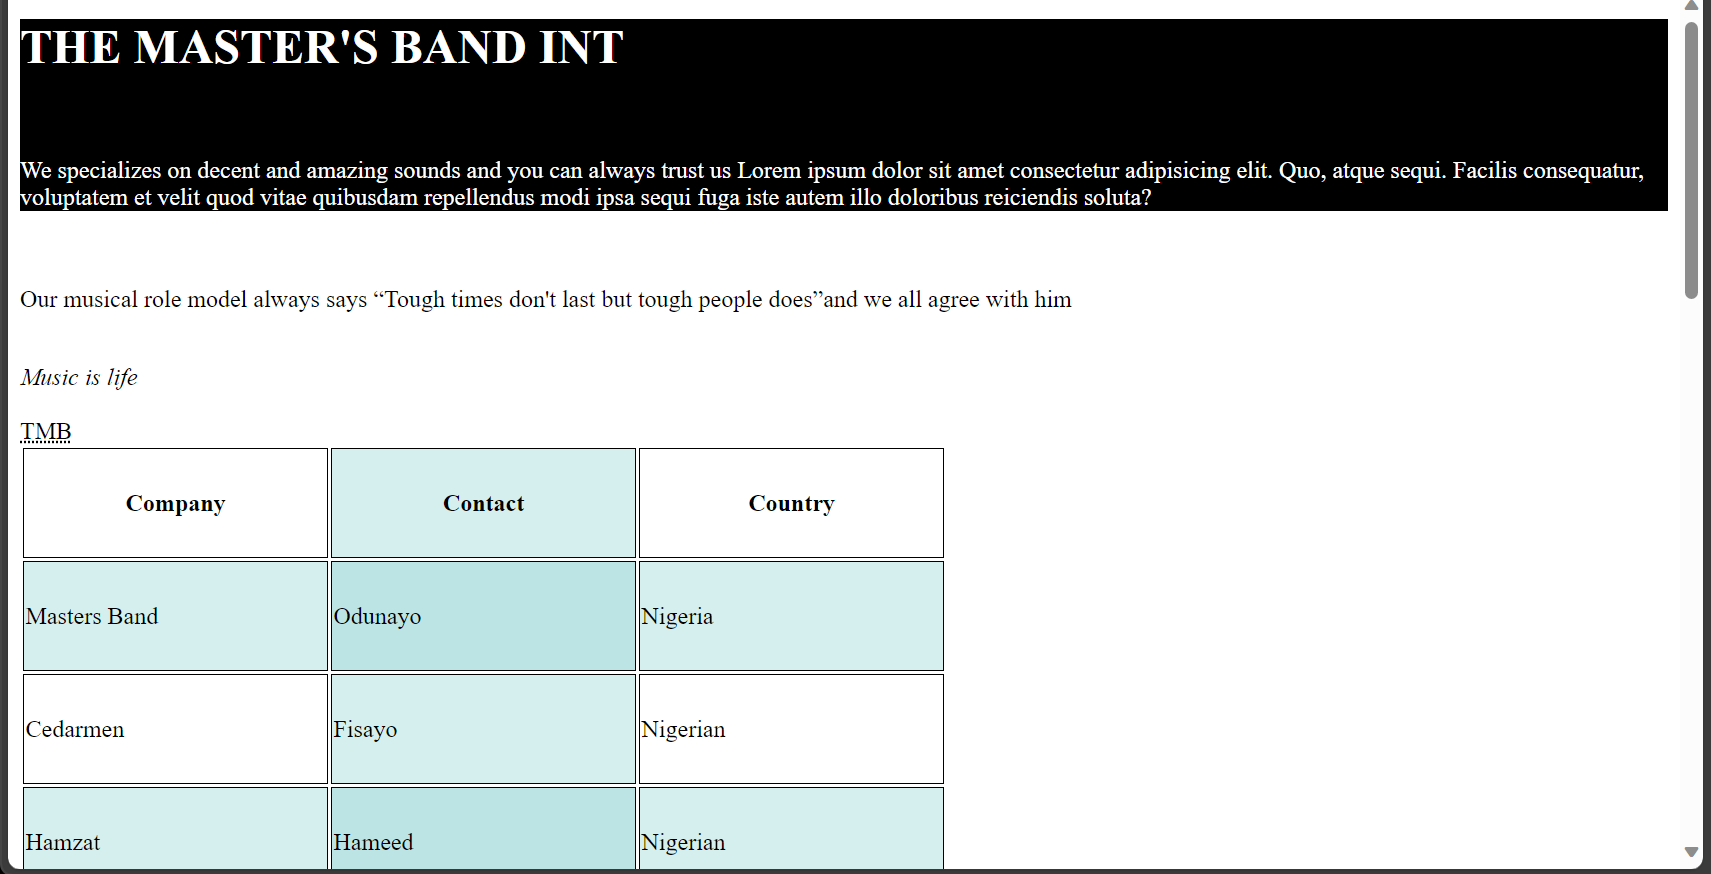 THE MASTER'S BAND INT
We specializes on decent and amazing sounds and you can always trust us Lorem ipsum dolor sit amet consectetur adipisicing elit. Quo, atque sequi. Facilis consequatur,
voluptatem et velit quod vitae quibusdam repellendus modi ipsa sequi fuga iste autem illo doloribus reiciendis soluta?
Our musical role model always says “Tough times don't last but tough people does”and we all agree with him
Music is life
TMB
Company Contact Country
Masters Band Odunayo Nigeria
Cedarmen Fisayo Nigerian
Hamzat Hameed Nigerian